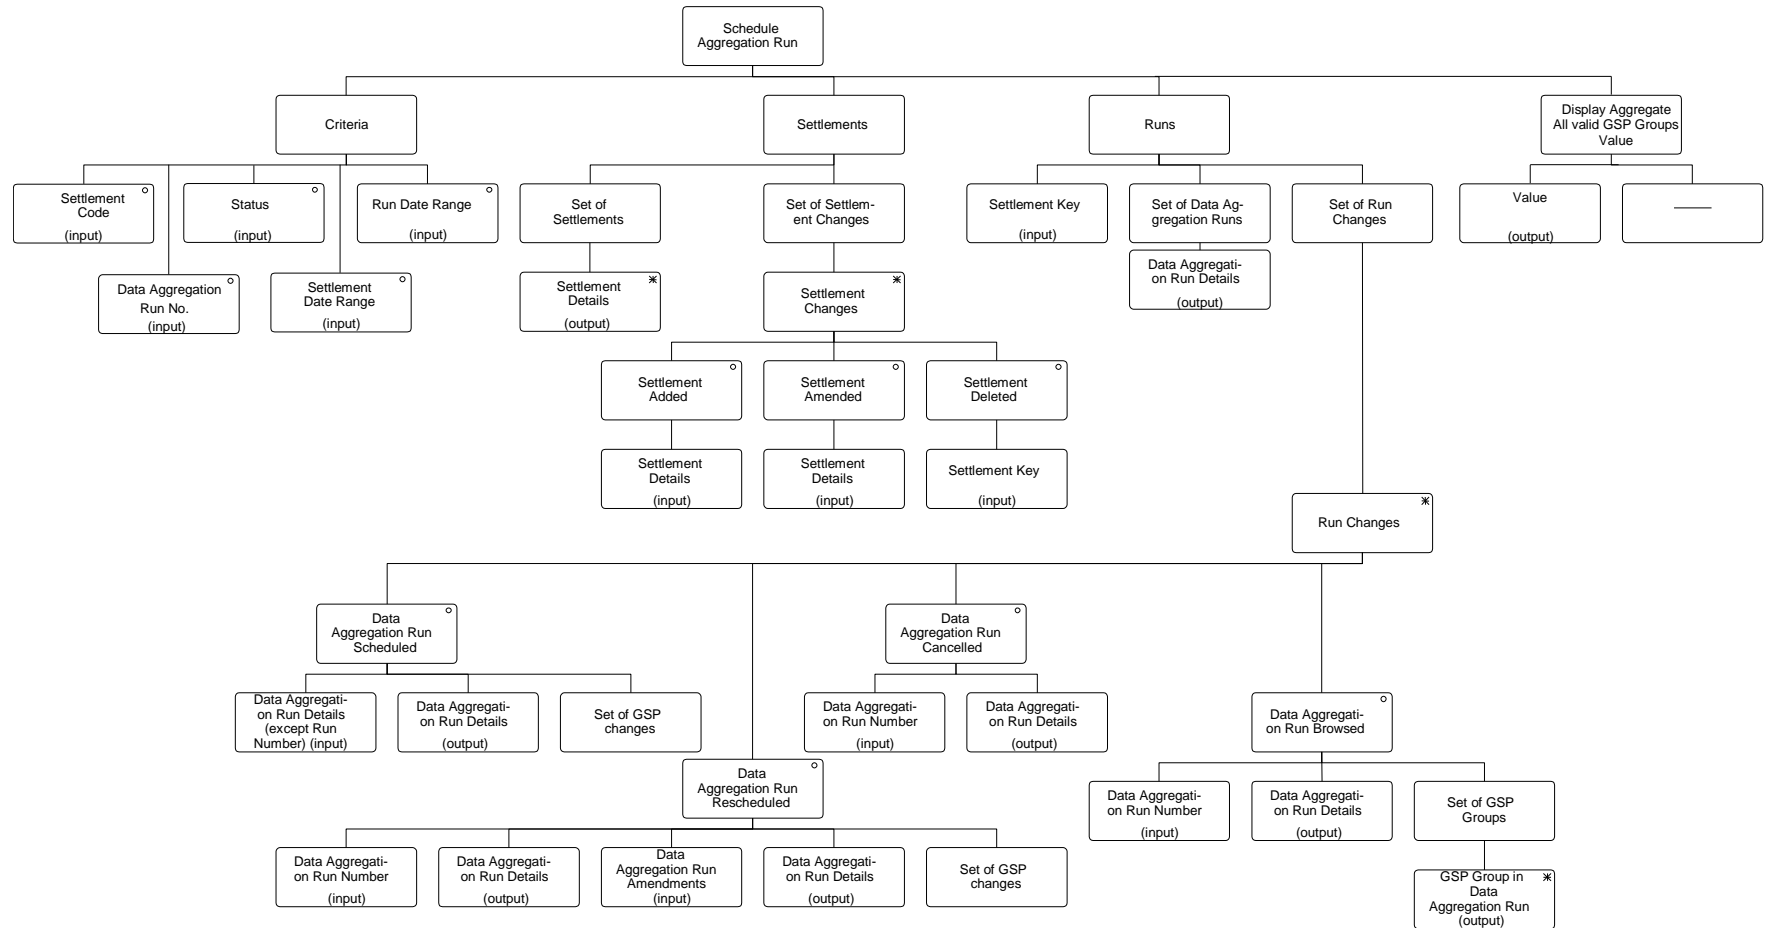 Schedule
Aggregation Run
Criteria
Settlements
Runs
Display Aggregate
All valid GSP Groups
Value
Settlement
Code
(input)
Status
(input)
Run Date Range
(input)
Set of
Settlements
Set of Settlem-
ent Changes
Settlement Key
(input)
Set of Data Ag-
gregation Runs
Set of Run
Changes
Value
(output)
Data Aggregation
Run No.
(input)
Settlement
Date Range
(input)
Settlement
Details
(output)
Settlement
Changes
Data Aggregati-
on Run Details
(output)
Settlement
Added
Settlement
Amended
Settlement
Deleted
Settlement
Details
(input)
Settlement
Details
(input)
Settlement Key
(input)
Run Changes
Data
Aggregation Run
Scheduled
Data
Aggregation Run
Cancelled
Data Aggregati-
on Run Details
(except Run
Number) (input)
Data Aggregati-
on Run Details
(output)
Set of GSP
changes
Data Aggregati-
on Run Number
(input)
Data Aggregati-
on Run Details
(output)
Data Aggregati-
on Run Browsed
Data
Aggregation Run
Rescheduled
Data Aggregati-
on Run Number
(input)
Data Aggregati-
on Run Details
(output)
Set of GSP
Groups
Data Aggregati-
on Run Number
(input)
Data Aggregati-
on Run Details
(output)
Data
Aggregation Run
Amendments
(input)
Data Aggregati-
on Run Details
(output)
Set of GSP
changes
GSP Group in
Data
Aggregation Run
(output)